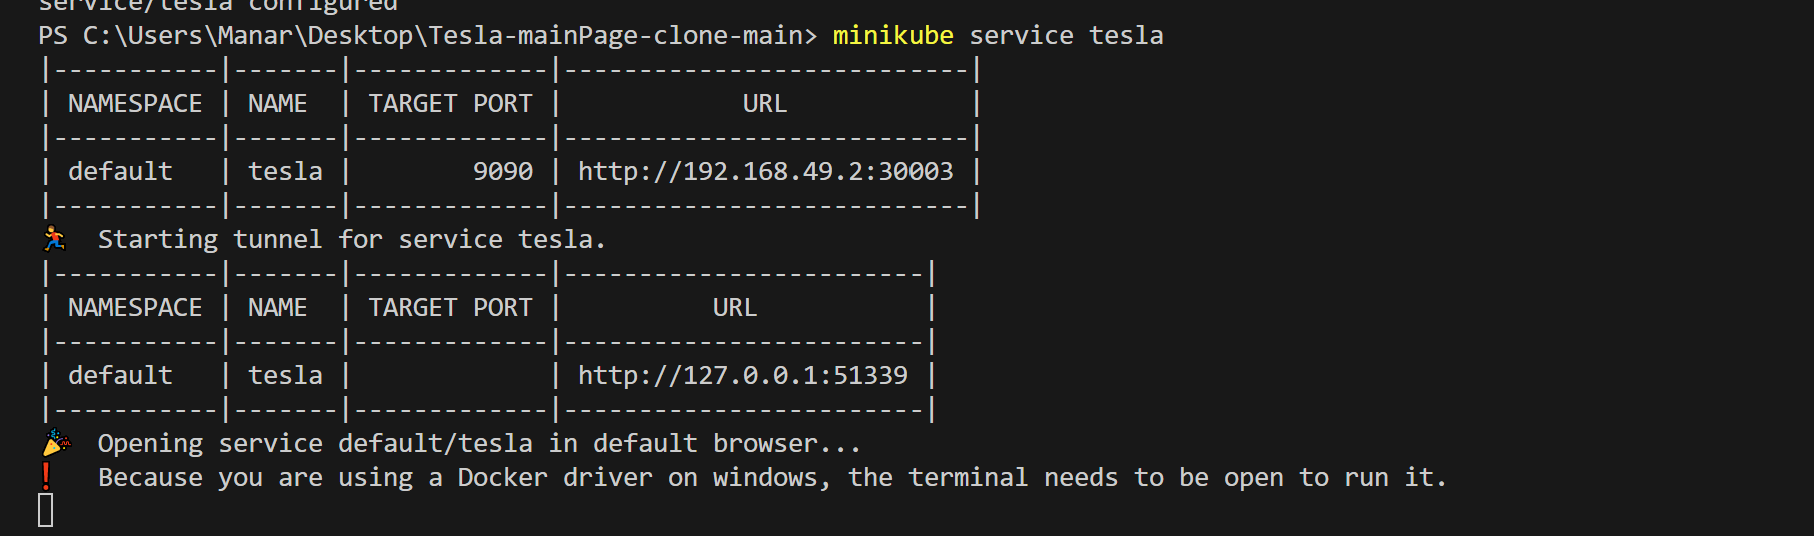 service/tesla configured
PS C:\Users\Manar\Desktop\Tesla-mainPage-clone-main> minikube service tesla
|-----------|-------|-------------|---------------------------|
| NAMESPACE | NAME  | TARGET PORT |            URL            |
|-----------|-------|-------------|---------------------------|
| default   | tesla |        9090 | http://192.168.49.2:30003 |
|-----------|-------|-------------|---------------------------|
🏃  Starting tunnel for service tesla.
|-----------|-------|-------------|------------------------|
| NAMESPACE | NAME  | TARGET PORT |          URL           |
|-----------|-------|-------------|------------------------|
| default   | tesla |             | http://127.0.0.1:51339 |
|-----------|-------|-------------|------------------------|
🎉  Opening service default/tesla in default browser...
❗  Because you are using a Docker driver on windows, the terminal needs to be open to run it.